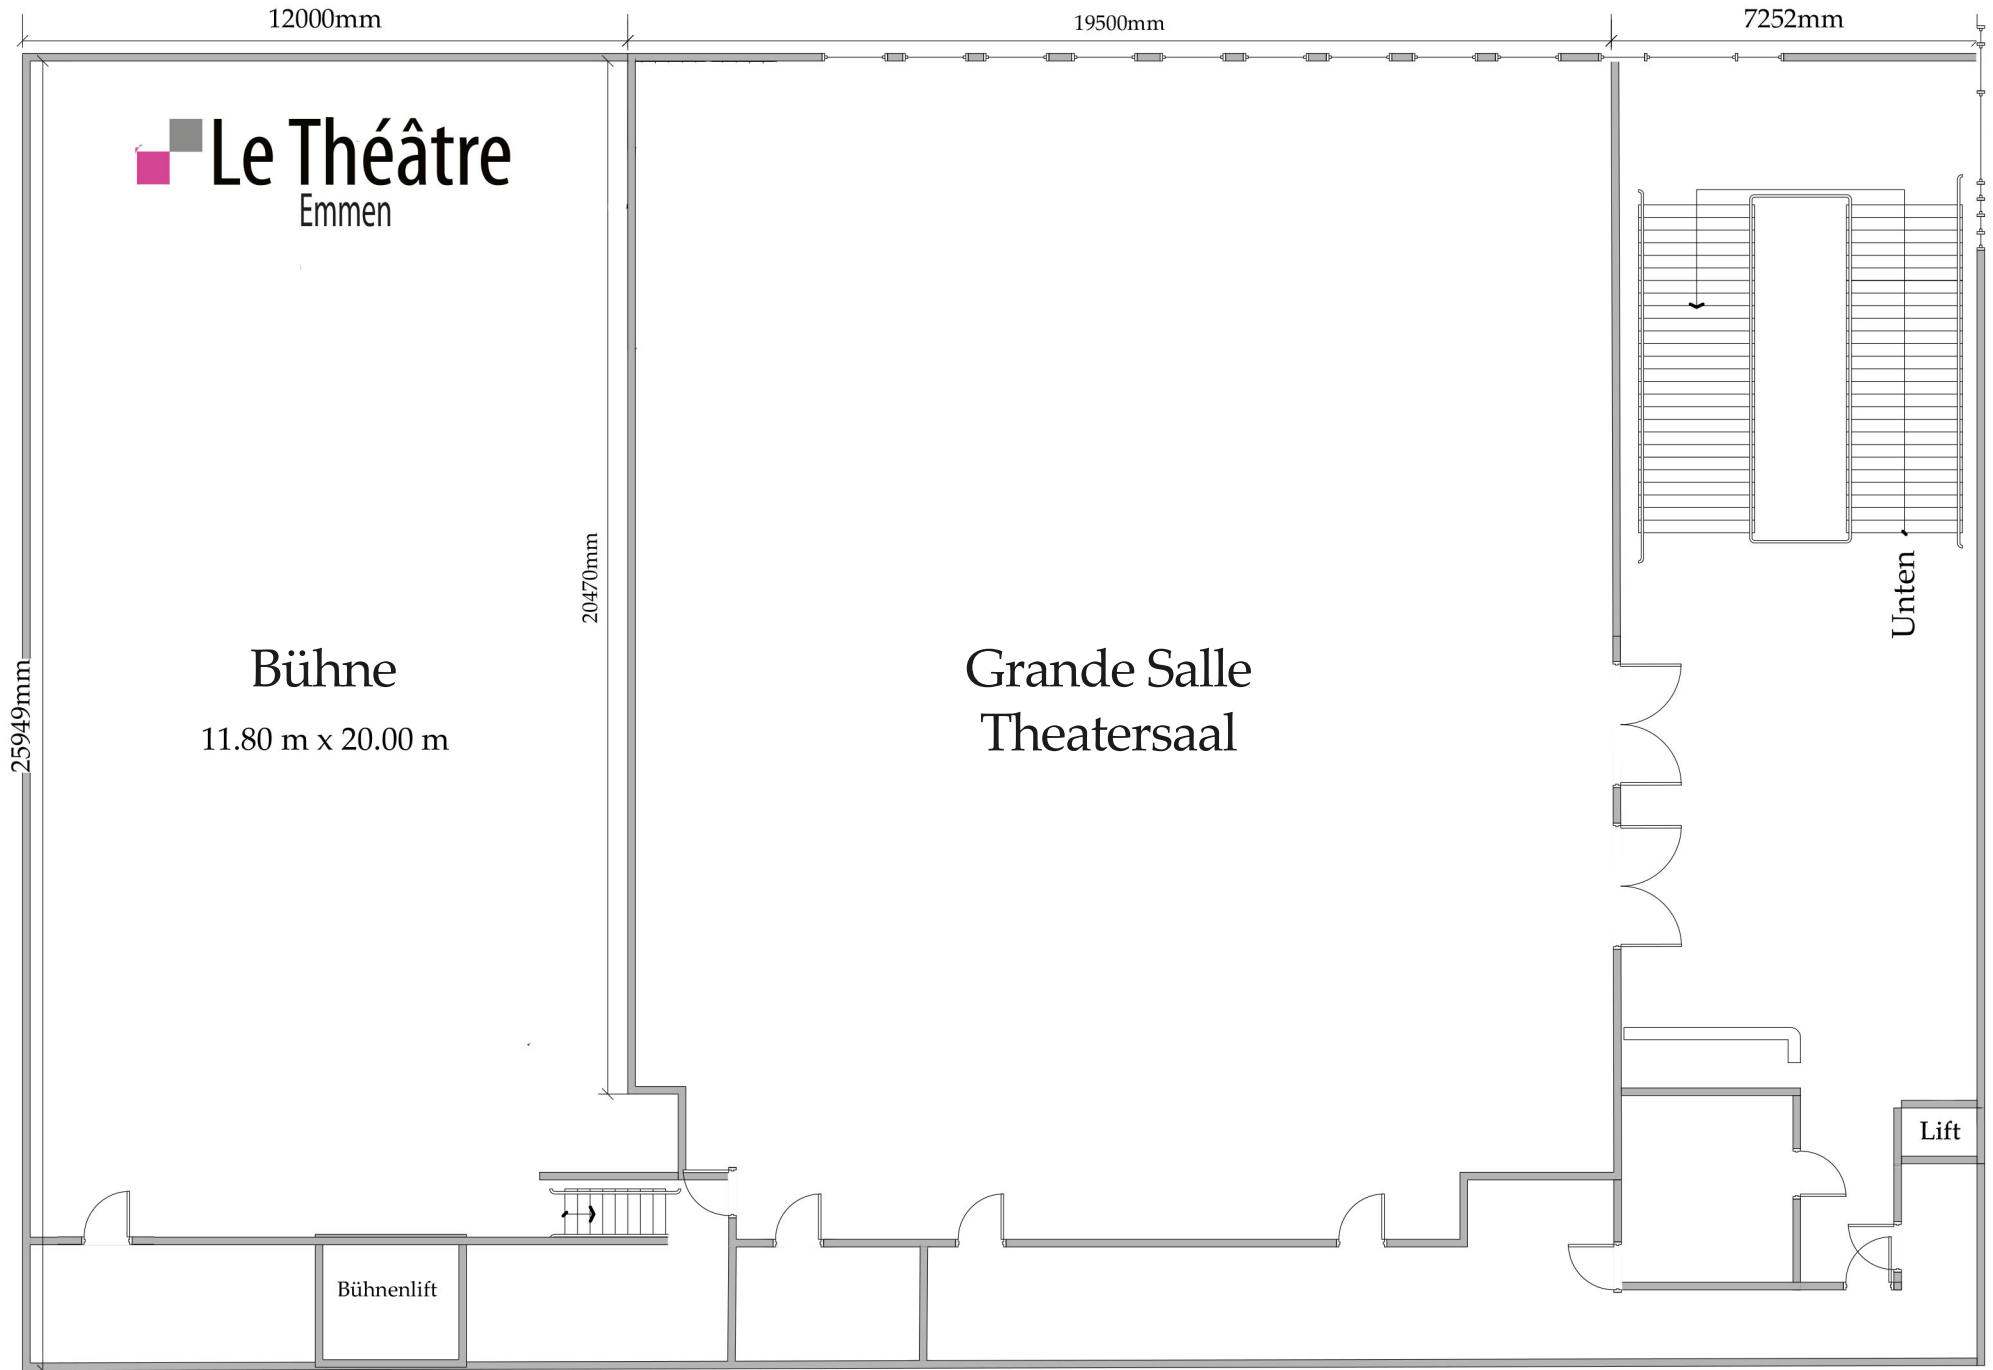 12000mm
19500mm
7252mm
Le Théâtre
Emmen
20470mm
Unten
25949mm
Bühne
11.80 m x 20.00 m
Grande Salle
Theatersaal
Lift
Bühnenlift